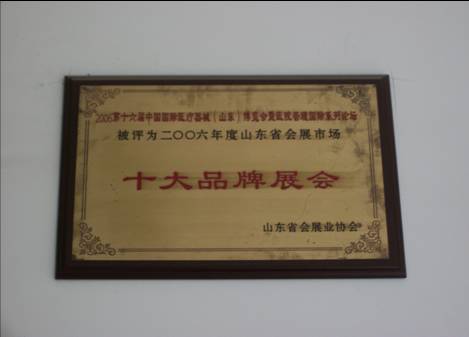 2006第十六届中国国际医疗器械（山东）博览会暨医院管理国际系列论坛
被评为二〇〇六年度山东省会展市场
十大品牌展会
山东省会展业协会